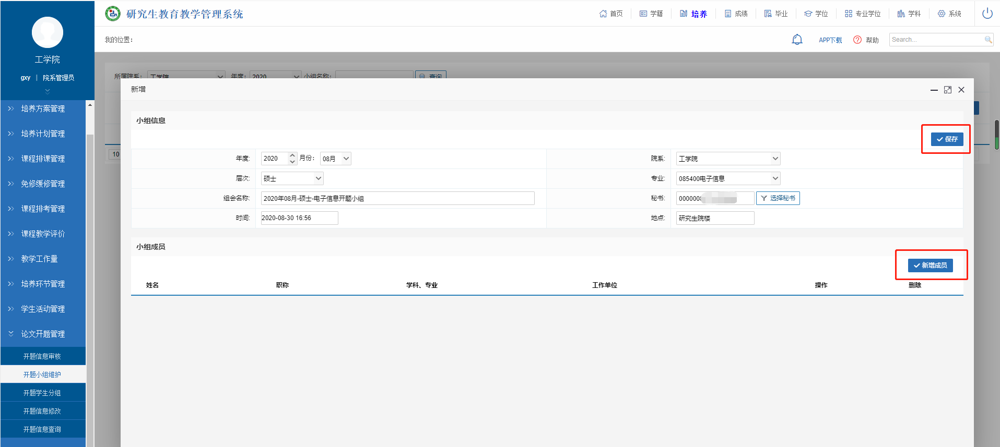 研究生教育教学管理系统
首页 学籍 培养 成绩 毕业 学位 专业学位 学科 系统
我的位置：
APP下载 帮助 Search...
工学院
gxy | 院系管理员
培养方案管理
培养计划管理
课程排课管理
免修缓修管理
课程排考管理
课程教学评价
教学工作量
培养环节管理
学生活动管理
论文开题管理
开题信息审核
开题小组维护
开题学生分组
开题信息修改
开题信息查询
所属院系： 工学院 年度： 2020 小组名称： 查询
10
新增
小组信息
保存
年度: 2020 月份： 08月 院系: 工学院
层次: 硕士 专业: 085400电子信息
组会名称: 2020年08月-硕士-电子信息开题小组 秘书: 000000 选择秘书
时间: 2020-08-30 16:56 地点: 研究生院楼
小组成员
新增成员
姓名 职称 学科、专业 工作单位 操作 删除